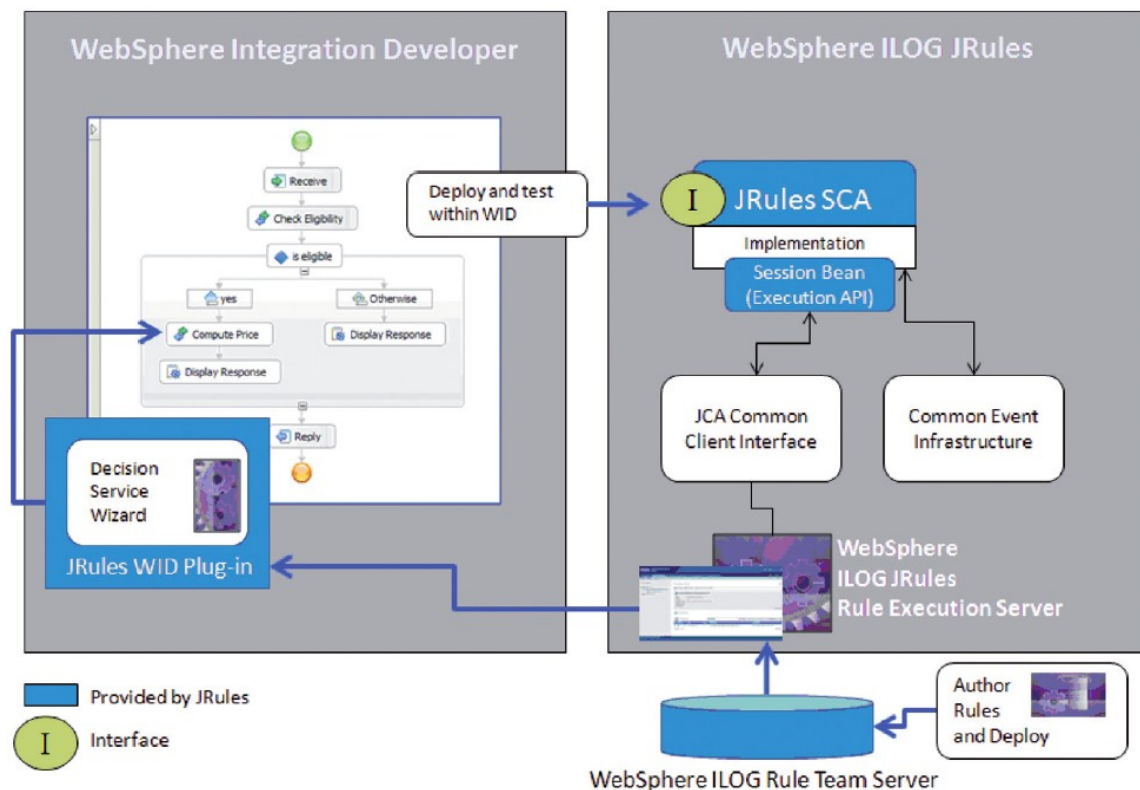 WebSphere Integration Developer
Receive
Check Eligibility
is eligible
yes
Otherwise
Compute Price
Display Response
Display Response
Reply
Decision
Service
Wizard
JRules WID Plug-in
Deploy and test
within WID
WebSphere ILOG JRules
I
JRules SCA
Implementation
Session Bean
(Execution API)
JCA Common
Client Interface
Common Event
Infrastructure
WebSphere
ILOG JRules
Rule Execution Server
Provided by JRules
I
Interface
Author
Rules
and Deploy
WebSphere ILOG Rule Team Server